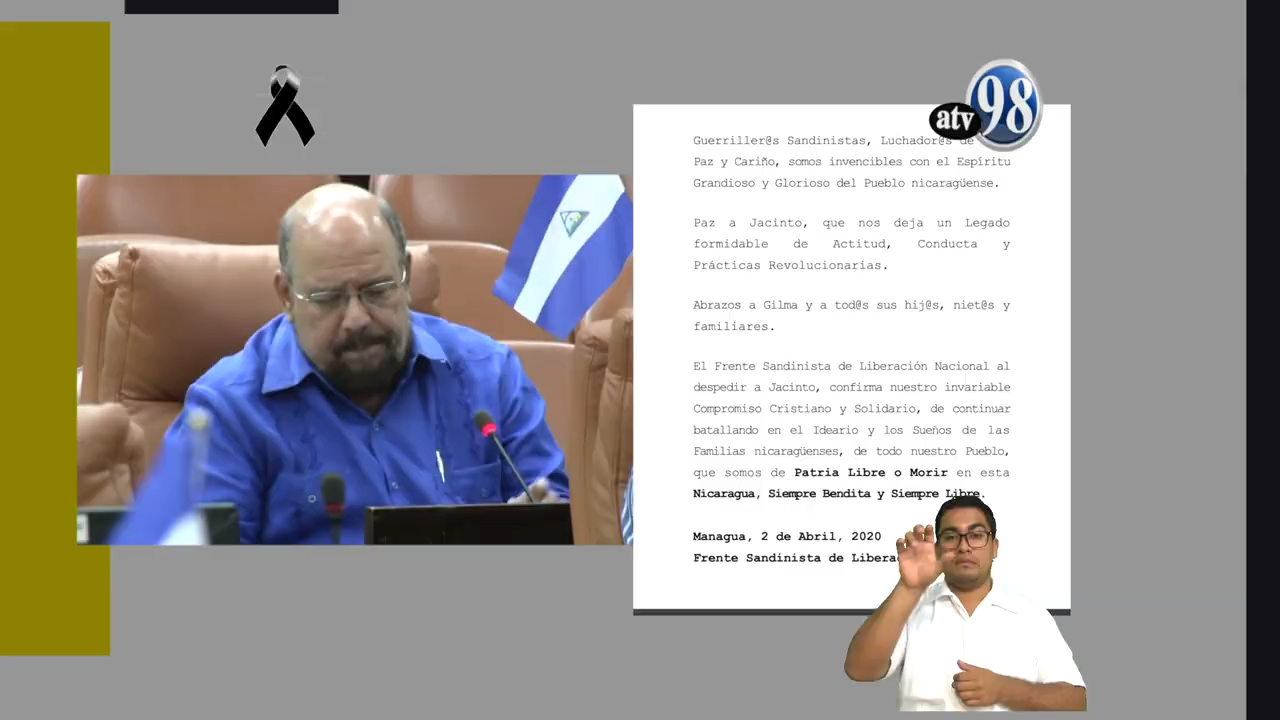 atv 98
Guerriller@s Sandinistas, Luchador@s de
Paz y Cariño, somos invencibles con el Espíritu
Grandioso y Glorioso del Pueblo nicaragüense.
Paz a Jacinto, que nos deja un Legado
formidable de Actitud, Conducta y
Prácticas Revolucionarias.
Abrazos a Gilma y a tod@s sus hij@s, niet@s y
familiares.
El Frente Sandinista de Liberación Nacional al
despedir a Jacinto, confirma nuestro invariable
Compromiso Cristiano y Solidario, de continuar
batallando en el Ideario y los Sueños de las
Familias nicaragüenses, de todo nuestro Pueblo,
que somos de Patria Libre o Morir en esta
Nicaragua, Siempre Bendita y Siempre Libre.
Managua, 2 de Abril, 2020
Frente Sandinista de